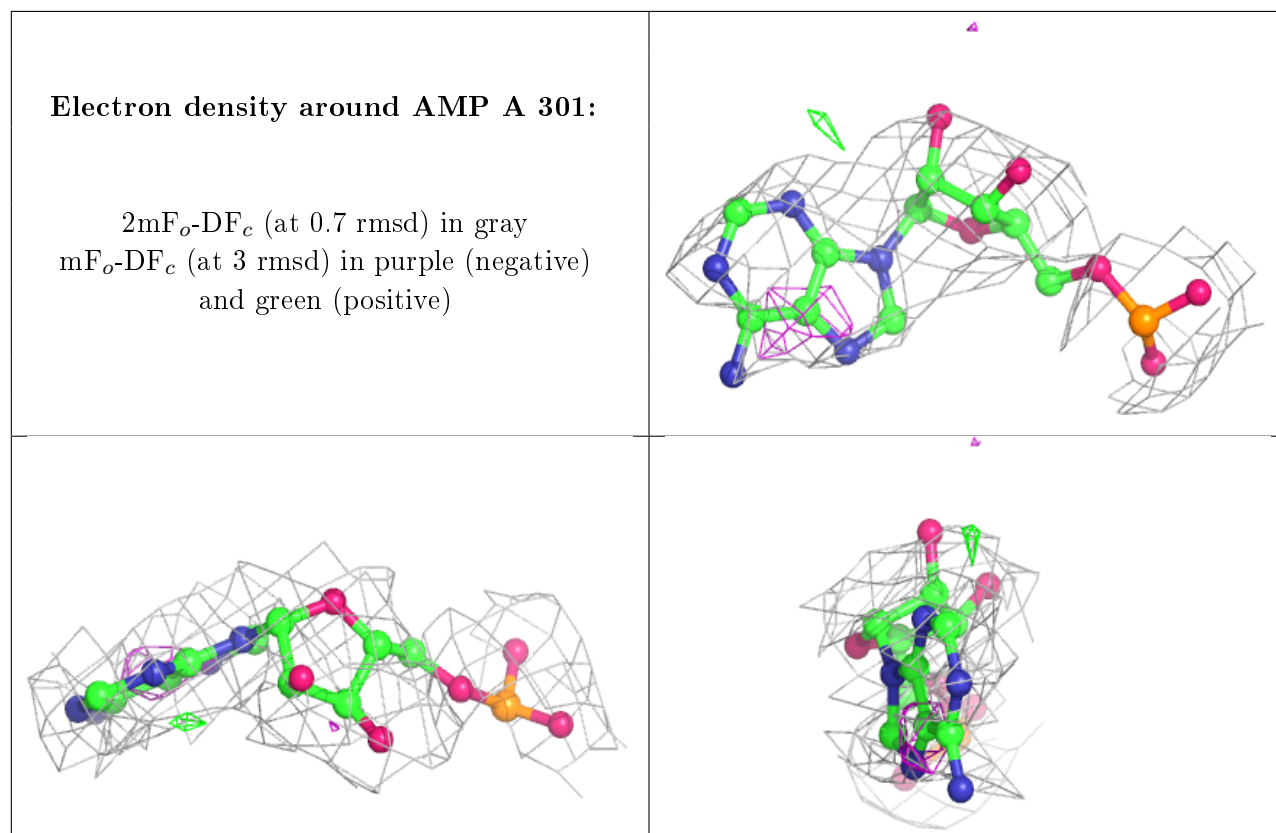 Electron density around AMP A 301:
2mFₒ-DF𝒸 (at 0.7 rmsd) in gray
mFₒ-DF𝒸 (at 3 rmsd) in purple (negative)
and green (positive)